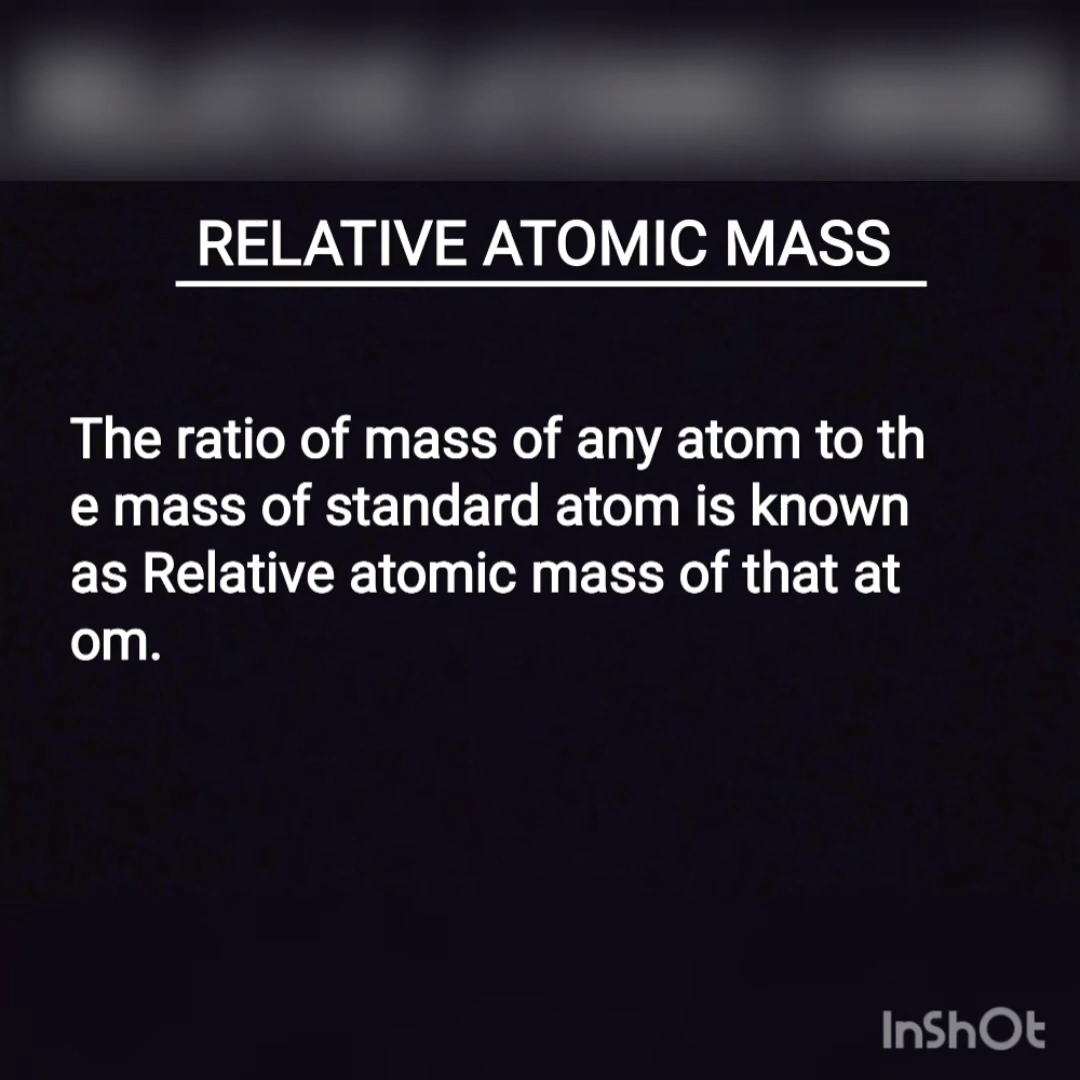 RELATIVE ATOMIC MASS
The ratio of mass of any atom to th
e mass of standard atom is known
as Relative atomic mass of that at
om.
InShOt